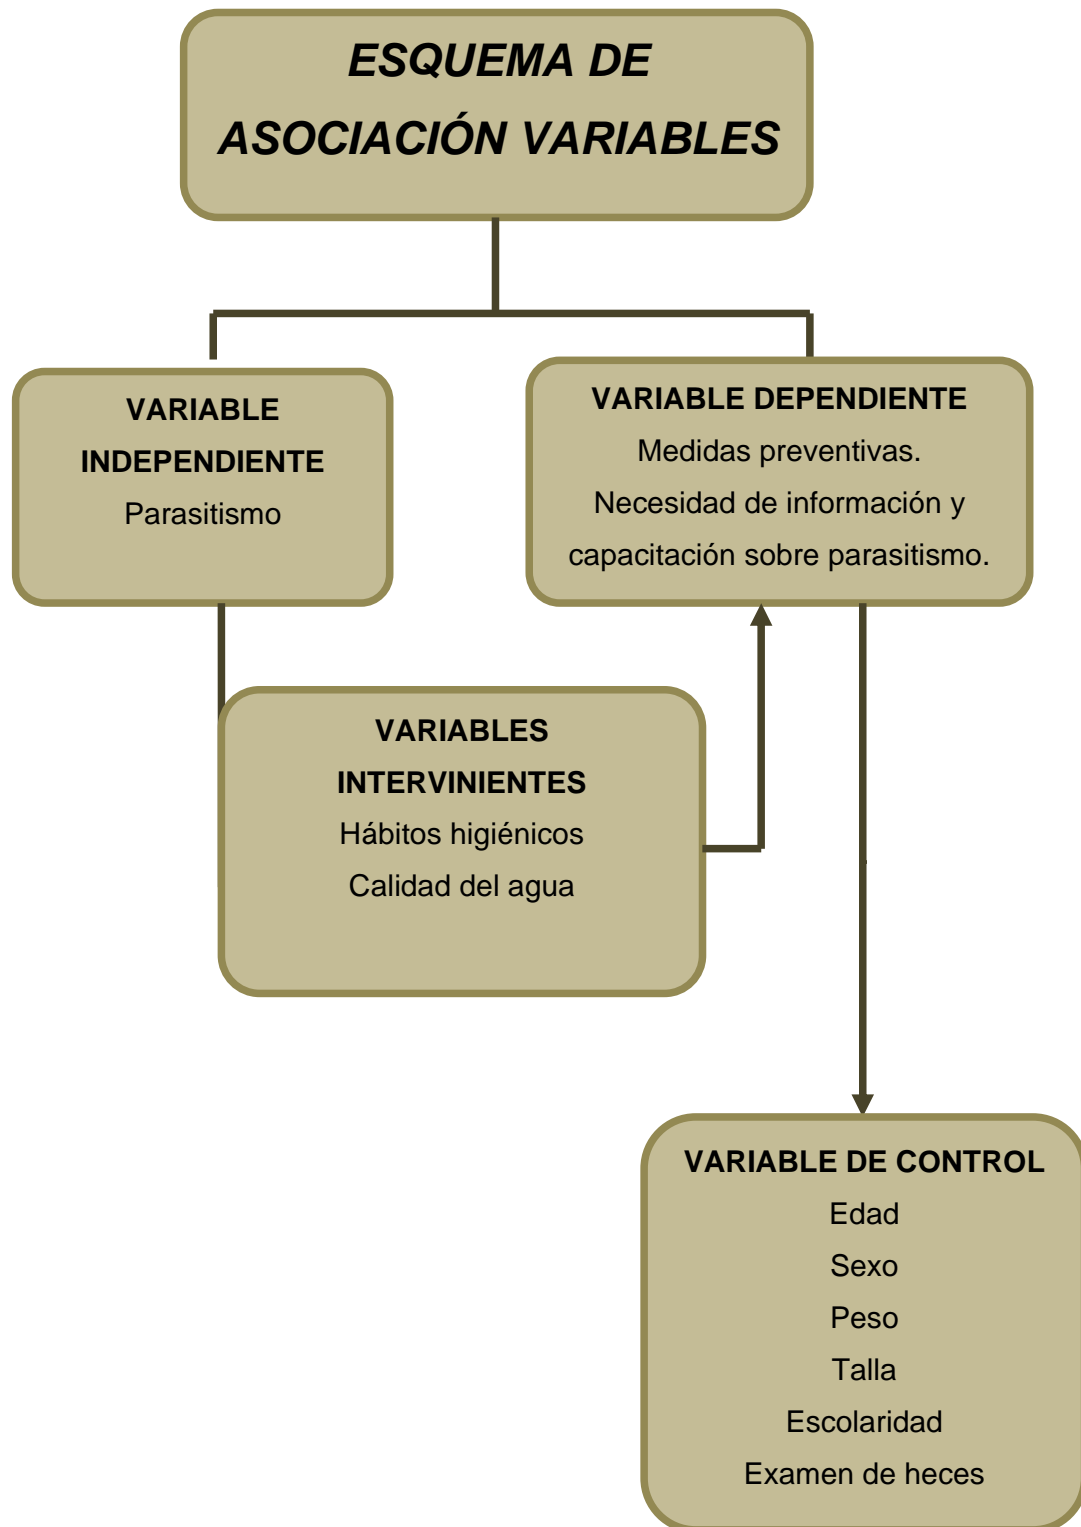 ESQUEMA DE
ASOCIACIÓN VARIABLES
VARIABLE
INDEPENDIENTE
Parasitismo
VARIABLE DEPENDIENTE
Medidas preventivas.
Necesidad de información y
capacitación sobre parasitismo.
VARIABLES
INTERVINIENTES
Hábitos higiénicos
Calidad del agua
VARIABLE DE CONTROL
Edad
Sexo
Peso
Talla
Escolaridad
Examen de heces